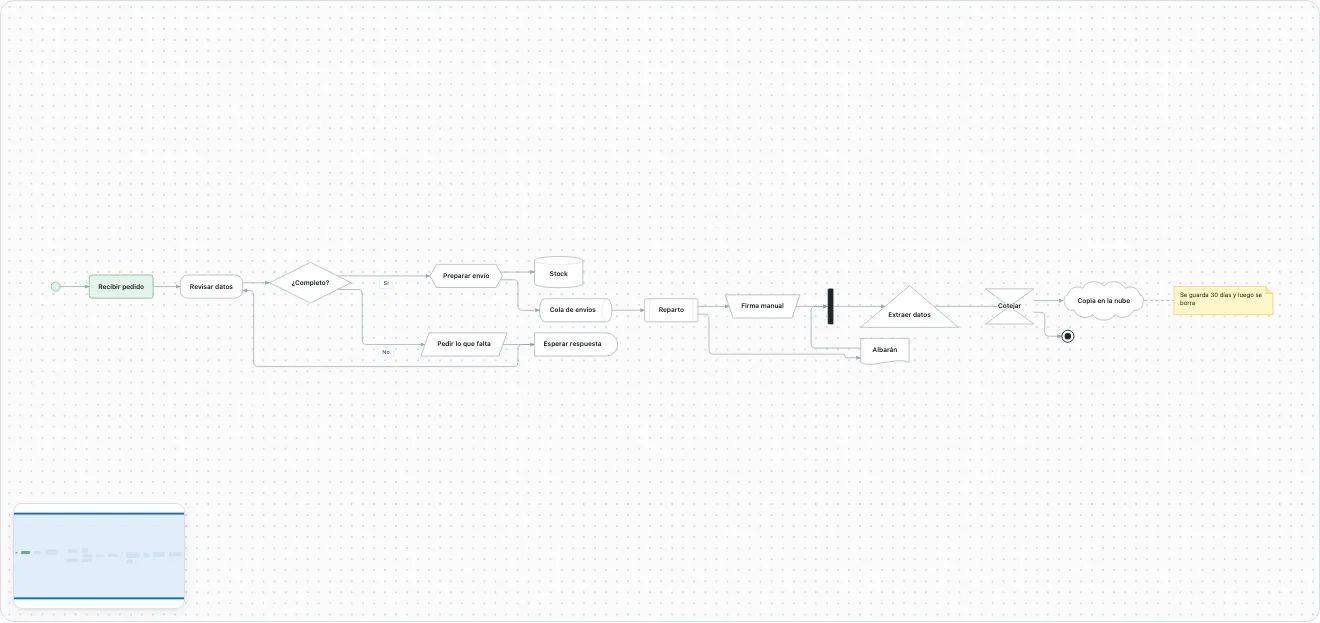 Recibir pedido
Revisar datos
¿Completo?
Sí
No
Preparar envío
Stock
Cola de envíos
Pedir lo que falta
Esperar respuesta
Reparto
Firma manual
Albarán
Extraer datos
Cotejar
Copia en la nube
Se guarda 30 días y luego se
borra